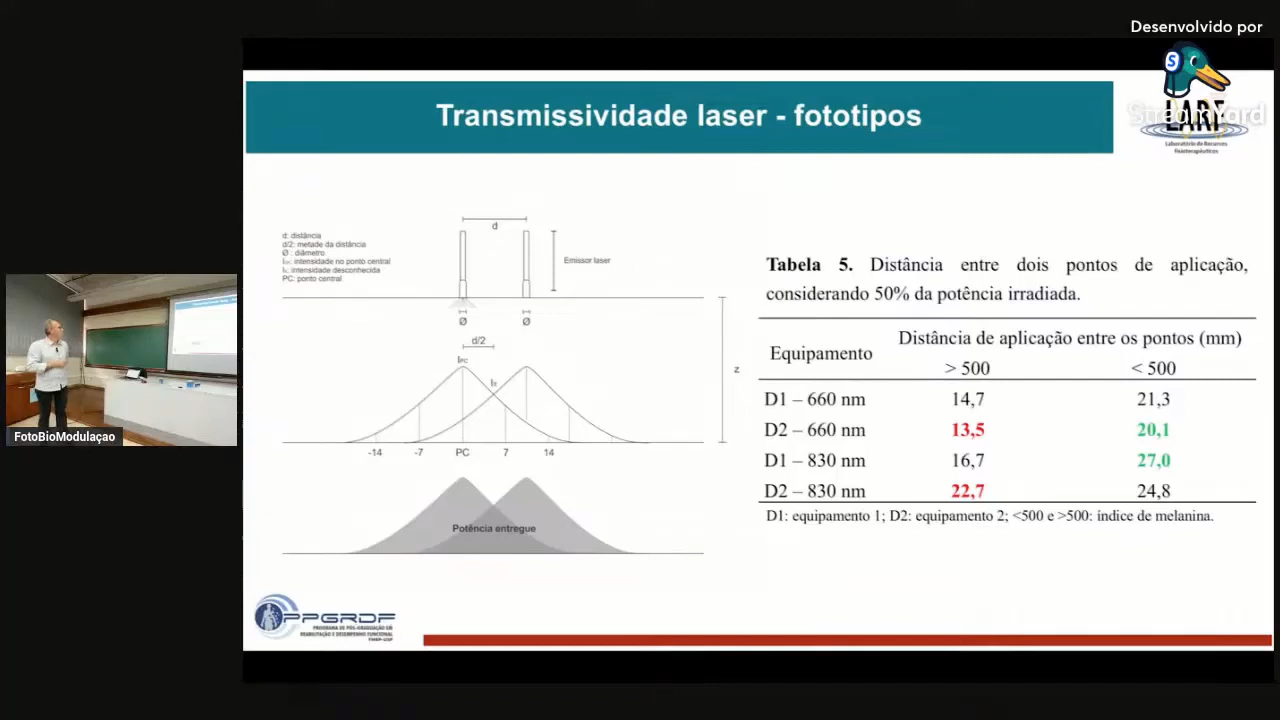 Desenvolvido por
StreamYard
LARF
Laboratório de Recursos
Fisioterapêuticos
Transmissividade laser - fototipos
d: distância
d/2: metade da distância
Ø : diâmetro
IPC: intensidade no ponto central
IX: intensidade desconhecida
PC: ponto central
d
Emissor laser
Ø Ø
d/2
IPC
IX
z
-14 -7 PC 7 14
Potência entregue
Tabela 5. Distância entre dois pontos de aplicação,
considerando 50% da potência irradiada.
Equipamento
Distância de aplicação entre os pontos (mm)
> 500 < 500
D1 – 660 nm 14,7 21,3
D2 – 660 nm 13,5 20,1
D1 – 830 nm 16,7 27,0
D2 – 830 nm 22,7 24,8
D1: equipamento 1; D2: equipamento 2; <500 e >500: índice de melanina.
FotoBioModulaçao
PPGRDF
PROGRAMA DE PÓS-GRADUAÇÃO EM
REABILITAÇÃO E DESEMPENHO FUNCIONAL
FMRP-USP